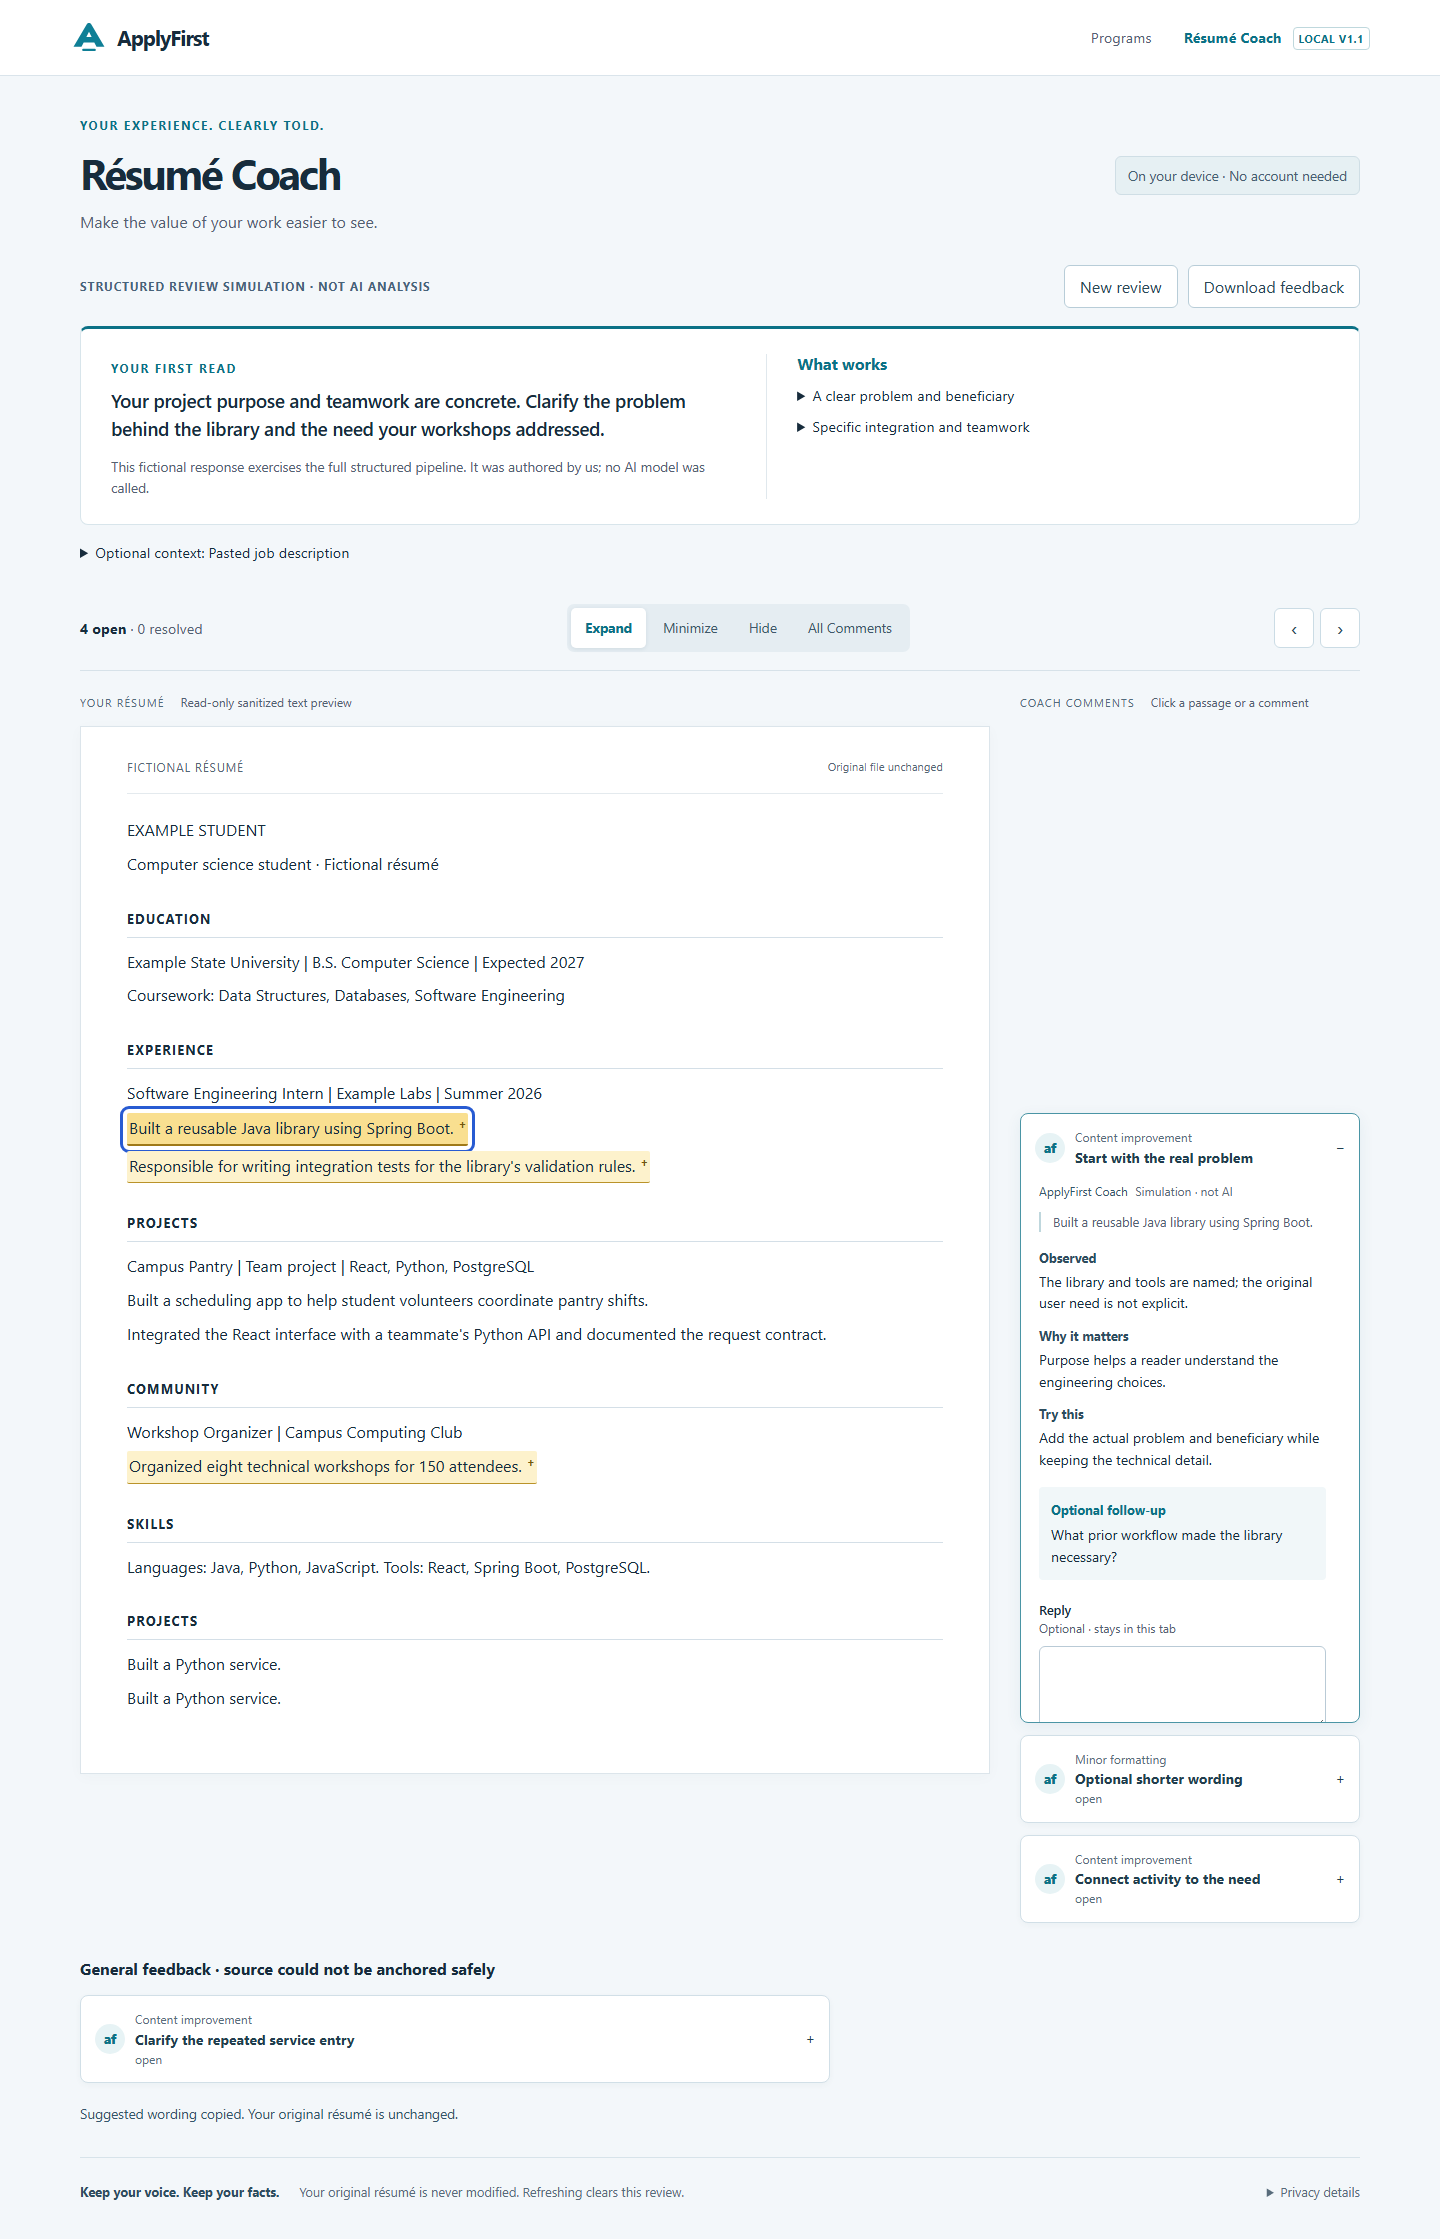 ApplyFirst
Programs
Résumé Coach
LOCAL V1.1
YOUR EXPERIENCE. CLEARLY TOLD.
Résumé Coach
On your device · No account needed
Make the value of your work easier to see.
STRUCTURED REVIEW SIMULATION · NOT AI ANALYSIS
New review
Download feedback
YOUR FIRST READ
Your project purpose and teamwork are concrete. Clarify the problem
behind the library and the need your workshops addressed.
This fictional response exercises the full structured pipeline. It was authored by us; no AI model was
called.
What works
▶ A clear problem and beneficiary
▶ Specific integration and teamwork
▶ Optional context: Pasted job description
4 open · 0 resolved
Expand
Minimize
Hide
All Comments
‹
›
YOUR RÉSUMÉ
Read-only sanitized text preview
COACH COMMENTS
Click a passage or a comment
FICTIONAL RÉSUMÉ
Original file unchanged
EXAMPLE STUDENT
Computer science student · Fictional résumé
EDUCATION
Example State University | B.S. Computer Science | Expected 2027
Coursework: Data Structures, Databases, Software Engineering
EXPERIENCE
Software Engineering Intern | Example Labs | Summer 2026
Built a reusable Java library using Spring Boot. +
Responsible for writing integration tests for the library's validation rules. +
PROJECTS
Campus Pantry | Team project | React, Python, PostgreSQL
Built a scheduling app to help student volunteers coordinate pantry shifts.
Integrated the React interface with a teammate's Python API and documented the request contract.
COMMUNITY
Workshop Organizer | Campus Computing Club
Organized eight technical workshops for 150 attendees. +
SKILLS
Languages: Java, Python, JavaScript. Tools: React, Spring Boot, PostgreSQL.
PROJECTS
Built a Python service.
Built a Python service.
af
Content improvement
Start with the real problem
−
ApplyFirst Coach Simulation · not AI
Built a reusable Java library using Spring Boot.
Observed
The library and tools are named; the original
user need is not explicit.
Why it matters
Purpose helps a reader understand the
engineering choices.
Try this
Add the actual problem and beneficiary while
keeping the technical detail.
Optional follow-up
What prior workflow made the library
necessary?
Reply
Optional · stays in this tab
af
Minor formatting
Optional shorter wording
open
+
af
Content improvement
Connect activity to the need
open
+
General feedback · source could not be anchored safely
af
Content improvement
Clarify the repeated service entry
open
+
Suggested wording copied. Your original résumé is unchanged.
Keep your voice. Keep your facts.
Your original résumé is never modified. Refreshing clears this review.
▶ Privacy details